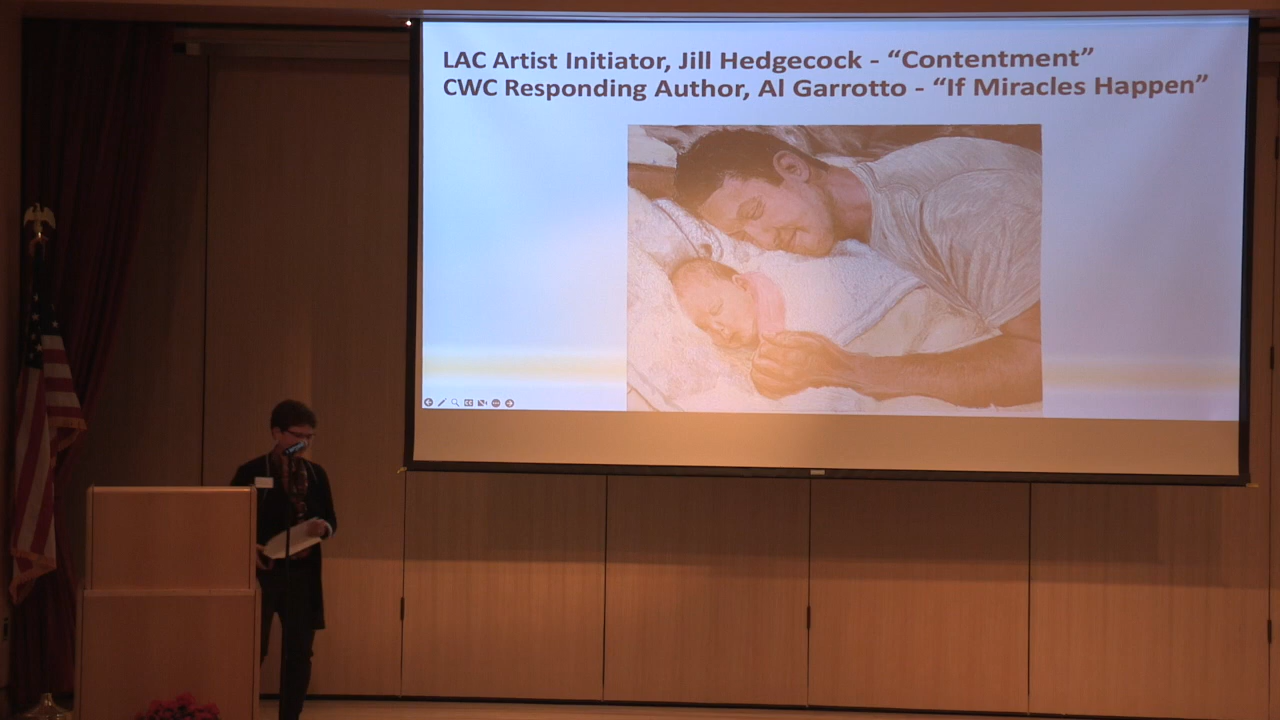 LAC Artist Initiator, Jill Hedgecock - “Contentment”
CWC Responding Author, Al Garrotto - “If Miracles Happen”